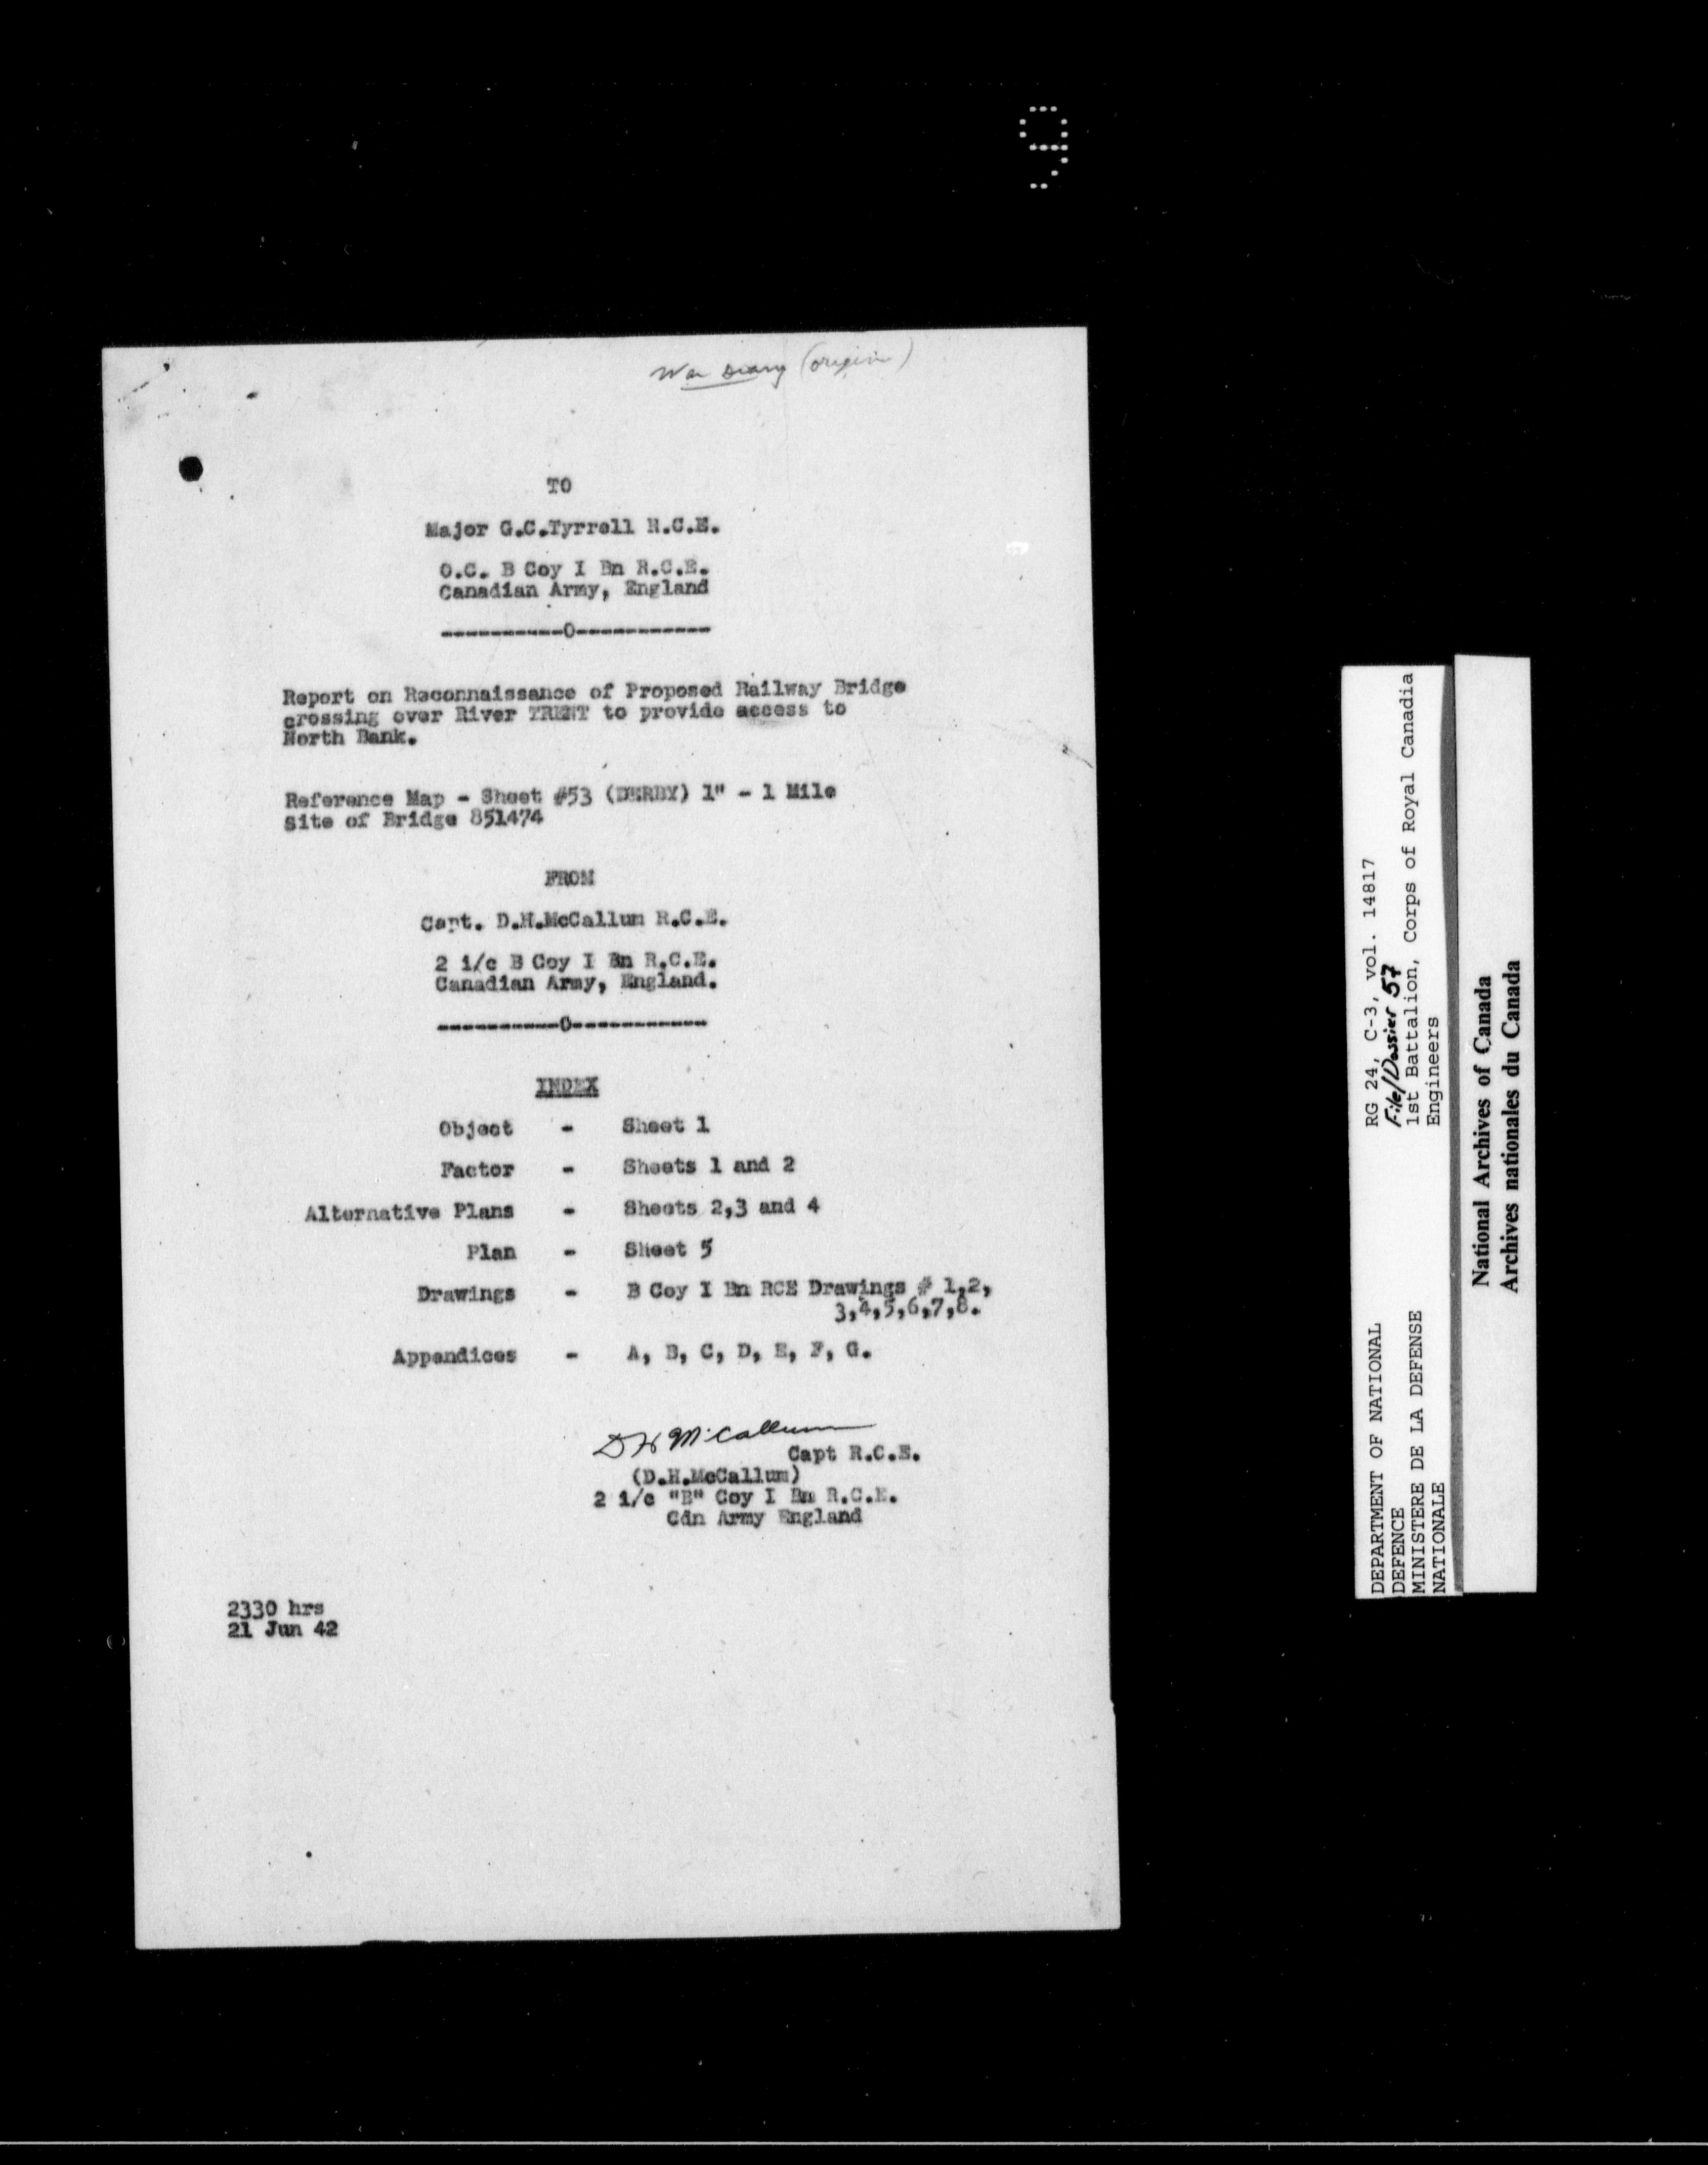 9
War Diary (origin)
TO
Major G.C.Tyrrell R.C.E.
O.C. B Coy I Bn R.C.E.
Canadian Army, England
-----------O------------
Report on Reconnaissance of Proposed Railway Bridge
crossing over River TRENT to provide access to
North Bank.
Reference Map - Sheet #53 (DERBY) 1" - 1 Mile
Site of Bridge 851474
FROM
Capt. D.H.McCallum R.C.E.
2 i/c B Coy I Bn R.C.E.
Canadian Army, England.
-----------O------------
INDEX
Object - Sheet 1
Factor - Sheets 1 and 2
Alternative Plans - Sheets 2,3 and 4
Plan - Sheet 5
Drawings - B Coy I Bn RCE Drawings # 1,2,
3,4,5,6,7,8.
Appendices - A, B, C, D, E, F, G.
D H McCallum
Capt R.C.E.
(D.H.McCallum)
2 i/c "B" Coy I Bn R.C.E.
Cdn Army England
2330 hrs
21 Jun 42
DEPARTMENT OF NATIONAL
DEFENCE
MINISTERE DE LA DEFENSE
NATIONALE
RG 24, C-3, vol. 14817
File/Dossier 57
1st Battalion, Corps of Royal Canadia
Engineers
National Archives of Canada
Archives nationales du Canada